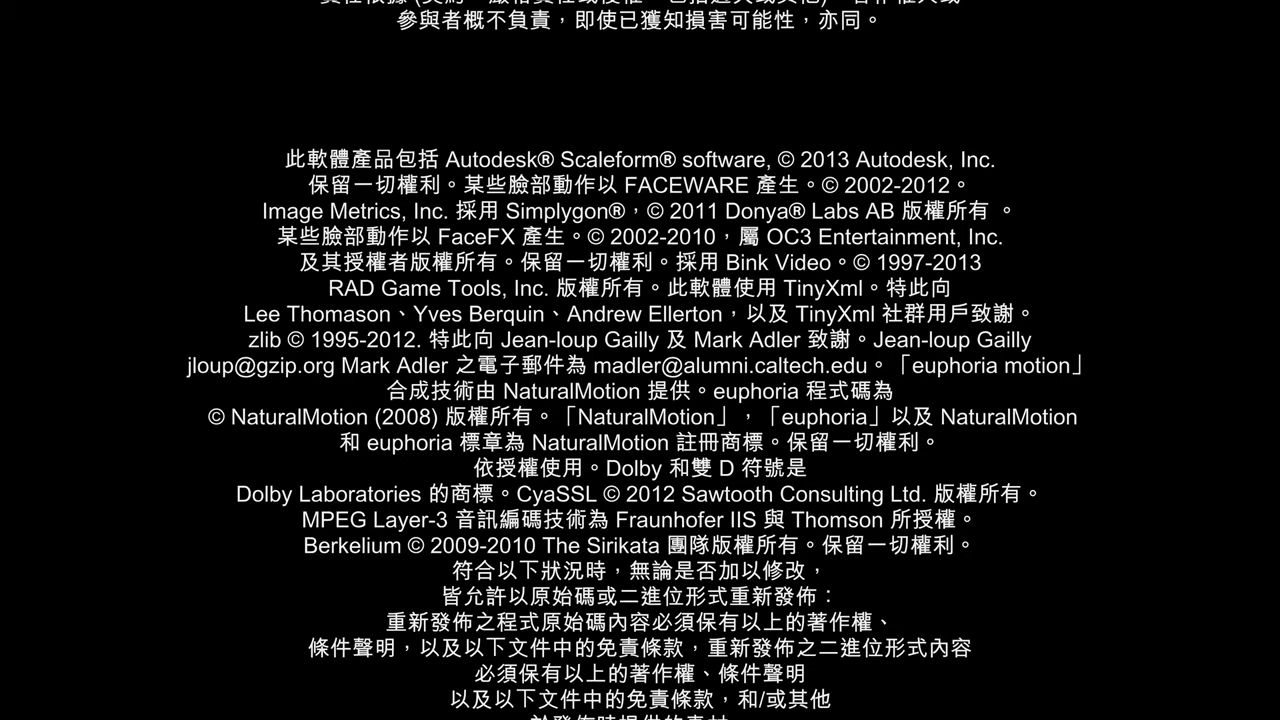 參與者概不負責，即使已獲知損害可能性，亦同。
此軟體產品包括 Autodesk® Scaleform® software, © 2013 Autodesk, Inc.
保留一切權利。某些臉部動作以 FACEWARE 產生。© 2002-2012。
Image Metrics, Inc. 採用 Simplygon®，© 2011 Donya® Labs AB 版權所有 。
某些臉部動作以 FaceFX 產生。© 2002-2010，屬 OC3 Entertainment, Inc.
及其授權者版權所有。保留一切權利。採用 Bink Video。© 1997-2013
RAD Game Tools, Inc. 版權所有。此軟體使用 TinyXml。特此向
Lee Thomason、Yves Berquin、Andrew Ellerton，以及 TinyXml 社群用戶致謝。
zlib © 1995-2012. 特此向 Jean-loup Gailly 及 Mark Adler 致謝。Jean-loup Gailly
jloup@gzip.org Mark Adler 之電子郵件為 madler@alumni.caltech.edu。「euphoria motion」
合成技術由 NaturalMotion 提供。euphoria 程式碼為
© NaturalMotion (2008) 版權所有。「NaturalMotion」，「euphoria」以及 NaturalMotion
和 euphoria 標章為 NaturalMotion 註冊商標。保留一切權利。
依授權使用。Dolby 和雙 D 符號是
Dolby Laboratories 的商標。CyaSSL © 2012 Sawtooth Consulting Ltd. 版權所有。
MPEG Layer-3 音訊編碼技術為 Fraunhofer IIS 與 Thomson 所授權。
Berkelium © 2009-2010 The Sirikata 團隊版權所有。保留一切權利。
符合以下狀況時，無論是否加以修改，
皆允許以原始碼或二進位形式重新發佈：
重新發佈之程式原始碼內容必須保有以上的著作權、
條件聲明，以及以下文件中的免責條款，重新發佈之二進位形式內容
必須保有以上的著作權、條件聲明
以及以下文件中的免責條款，和/或其他